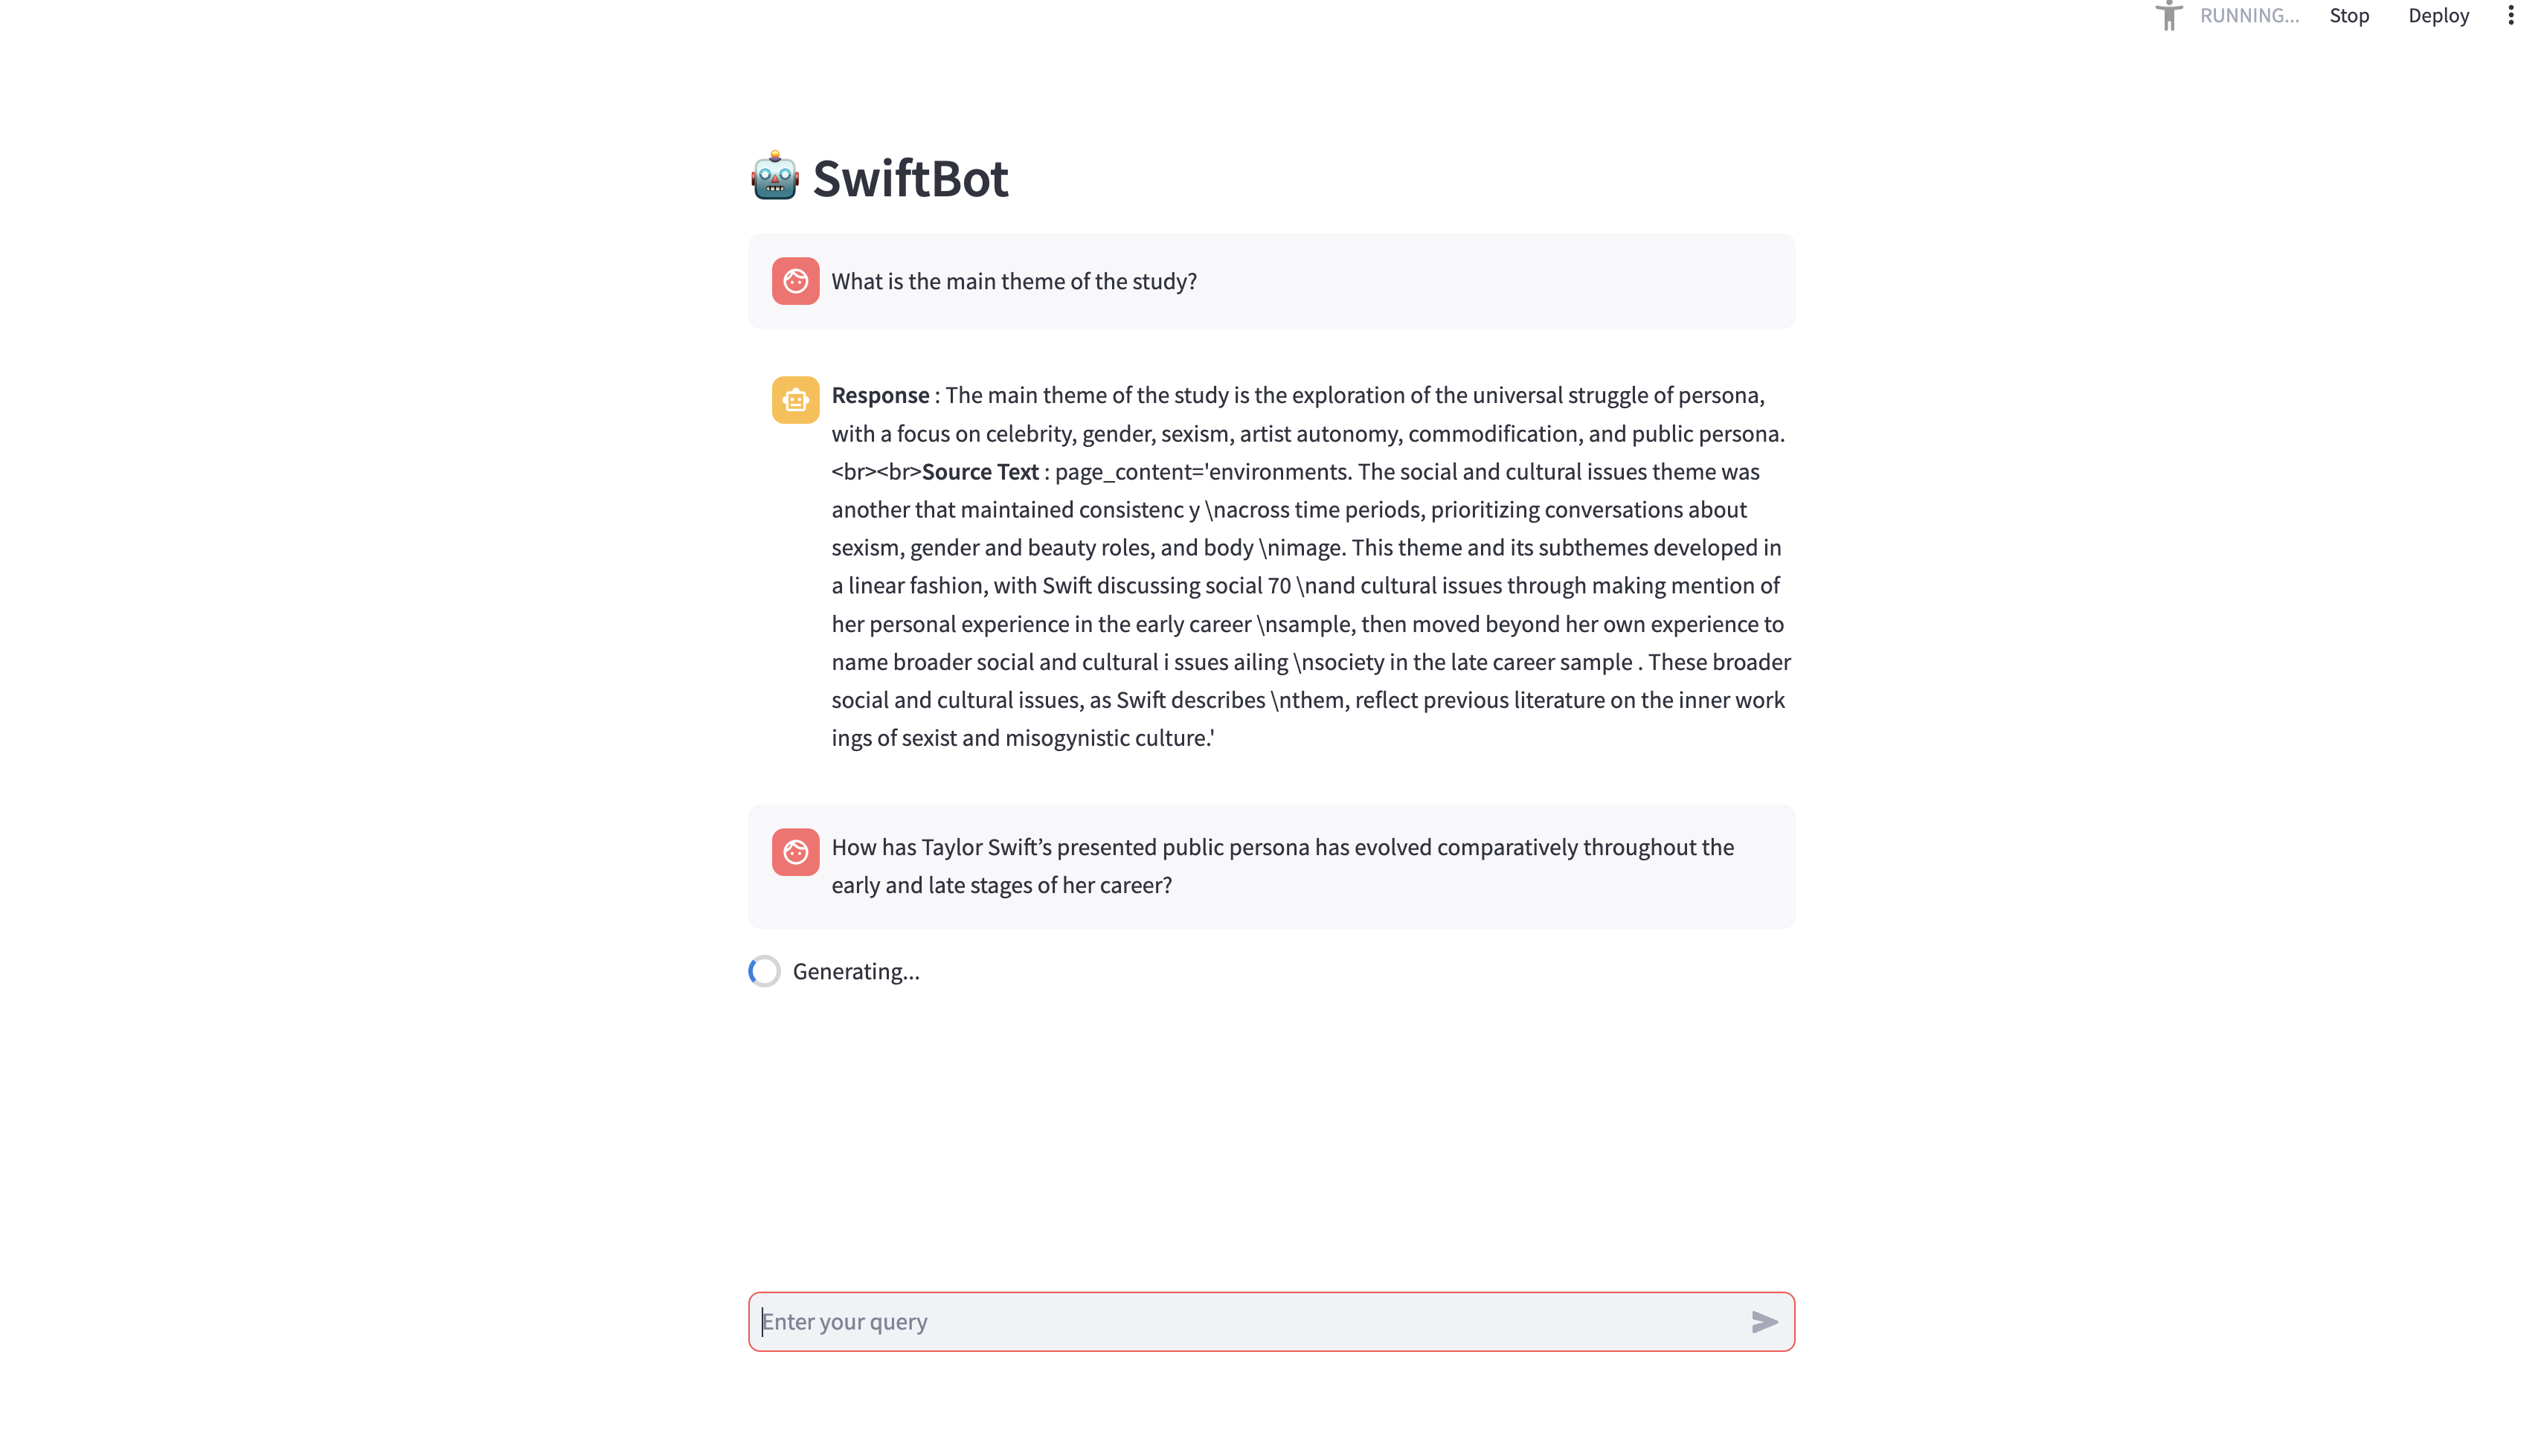 RUNNING... Stop Deploy
SwiftBot
What is the main theme of the study?
Response : The main theme of the study is the exploration of the universal struggle of persona,
with a focus on celebrity, gender, sexism, artist autonomy, commodification, and public persona.
<br><br>Source Text : page_content='environments. The social and cultural issues theme was
another that maintained consistenc y \nacross time periods, prioritizing conversations about
sexism, gender and beauty roles, and body \nimage. This theme and its subthemes developed in
a linear fashion, with Swift discussing social 70 \nand cultural issues through making mention of
her personal experience in the early career \nsample, then moved beyond her own experience to
name broader social and cultural i ssues ailing \nsociety in the late career sample . These broader
social and cultural issues, as Swift describes \nthem, reflect previous literature on the inner work
ings of sexist and misogynistic culture.'
How has Taylor Swift’s presented public persona has evolved comparatively throughout the
early and late stages of her career?
Generating...
Enter your query